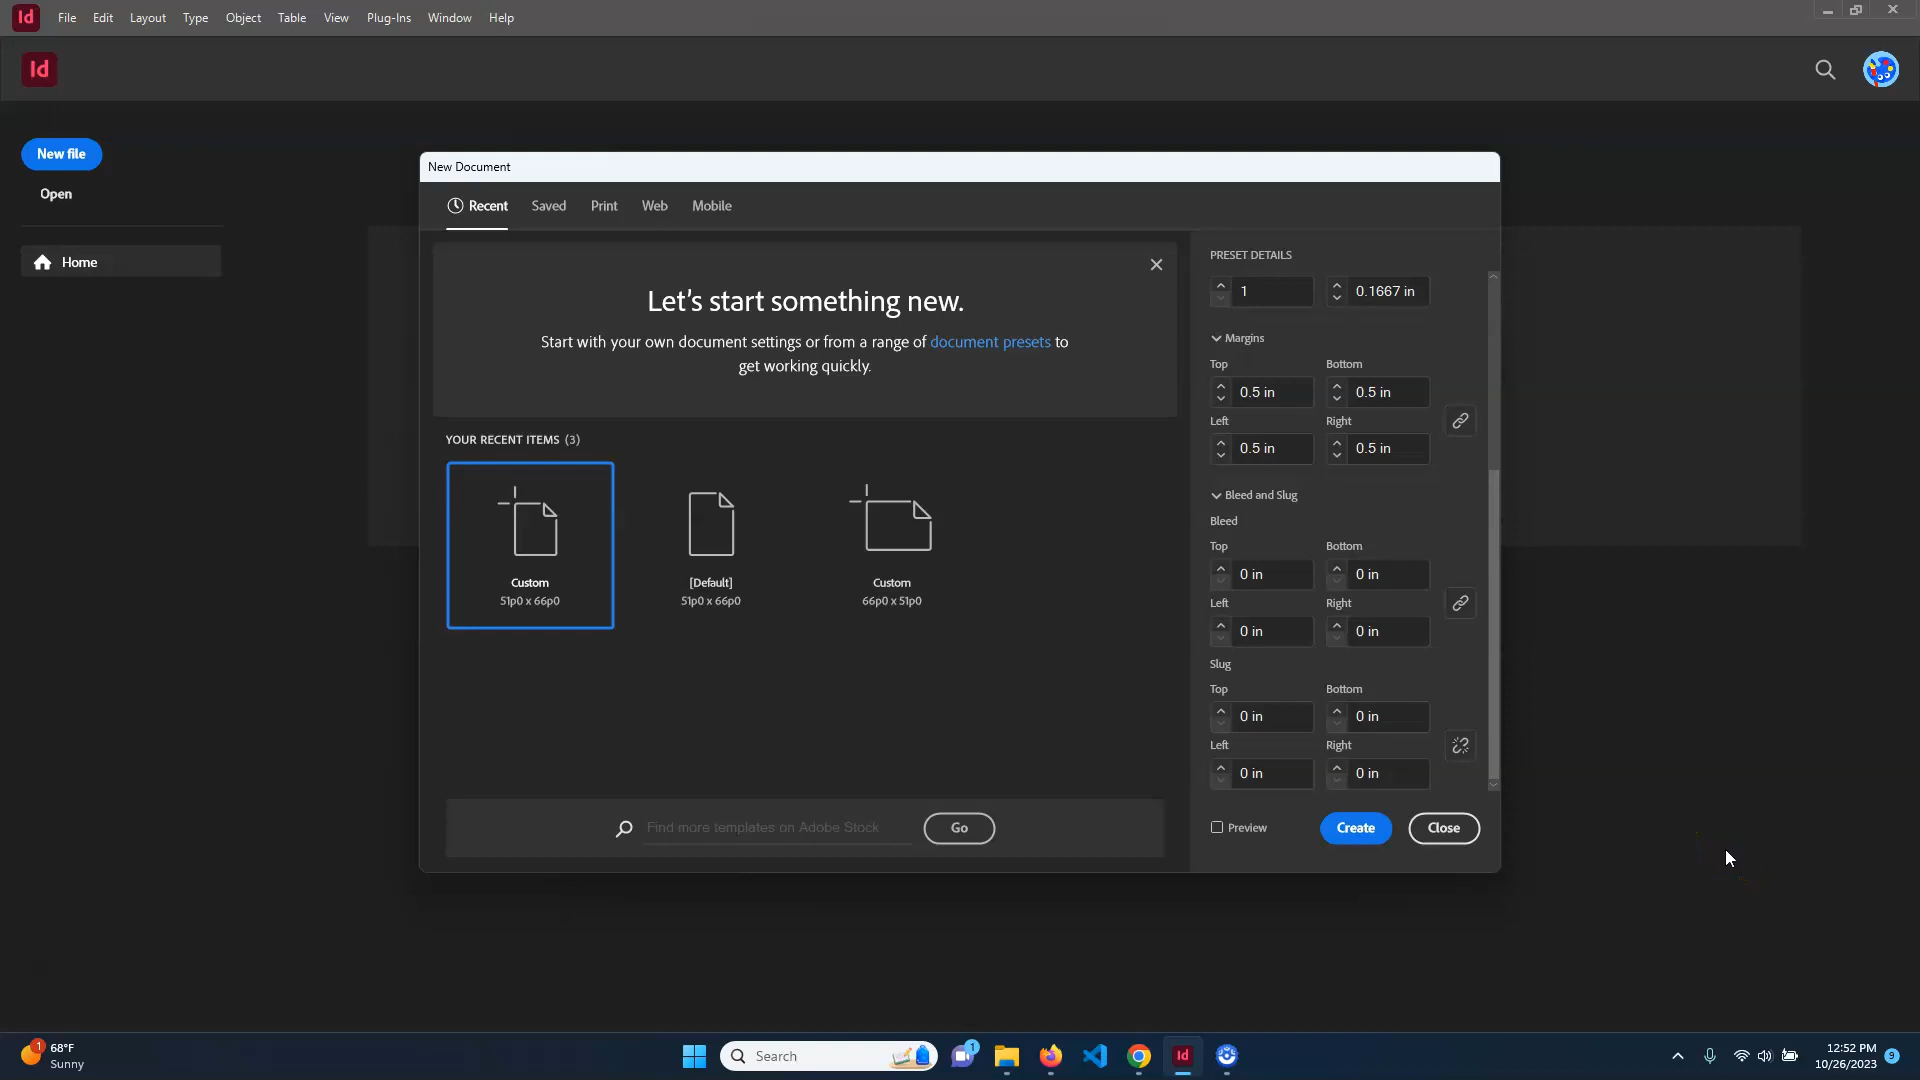 Id File Edit Layout Type Object Table View Plug-Ins Window Help
Id
New file
Open
Home
New Document
Recent Saved Print Web Mobile
Let's start something new.
Start with your own document settings or from a range of document presets to
get working quickly.
YOUR RECENT ITEMS (3)
Custom
51p0 x 66p0
[Default]
51p0 x 66p0
Custom
66p0 x 51p0
Find more templates on Adobe Stock Go
PRESET DETAILS
1 0.1667 in
Margins
Top Bottom
0.5 in 0.5 in
Left Right
0.5 in 0.5 in
Bleed and Slug
Bleed
Top Bottom
0 in 0 in
Left Right
0 in 0 in
Slug
Top Bottom
0 in 0 in
Left Right
0 in 0 in
Preview Create Close
1 68°F
Sunny
Search
1
Id
12:52 PM
10/26/2023
9